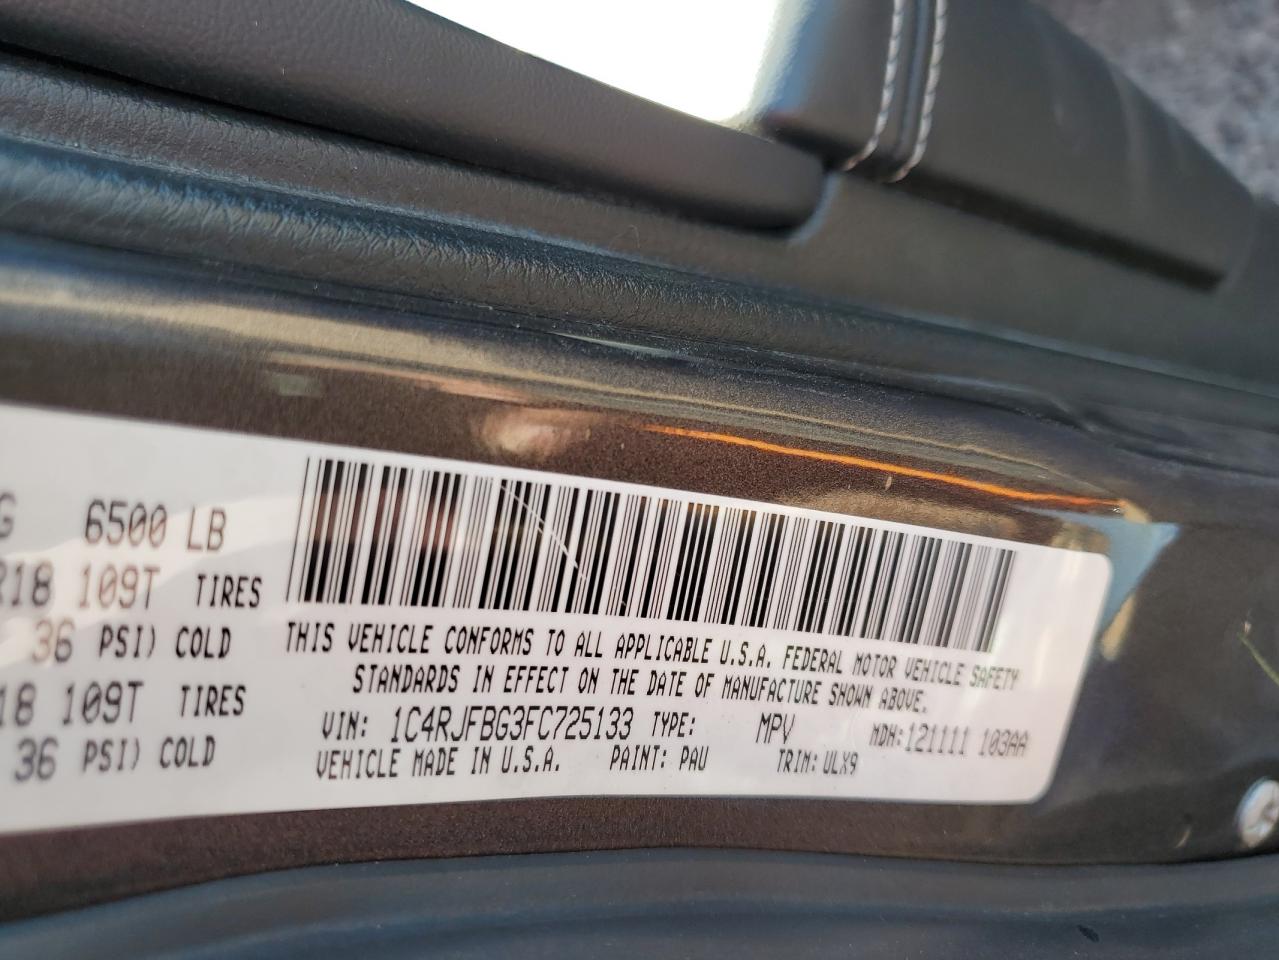 G 6500 LB
R18 109T TIRES
36 PSI) COLD
18 109T TIRES
36 PSI) COLD
THIS VEHICLE CONFORMS TO ALL APPLICABLE U.S.A. FEDERAL MOTOR VEHICLE SAFETY
STANDARDS IN EFFECT ON THE DATE OF MANUFACTURE SHOWN ABOVE.
VIN: 1C4RJFBG3FC725133 TYPE: MPV MDH:121111 103AA
VEHICLE MADE IN U.S.A. PAINT: PAU TRIM: ULX9